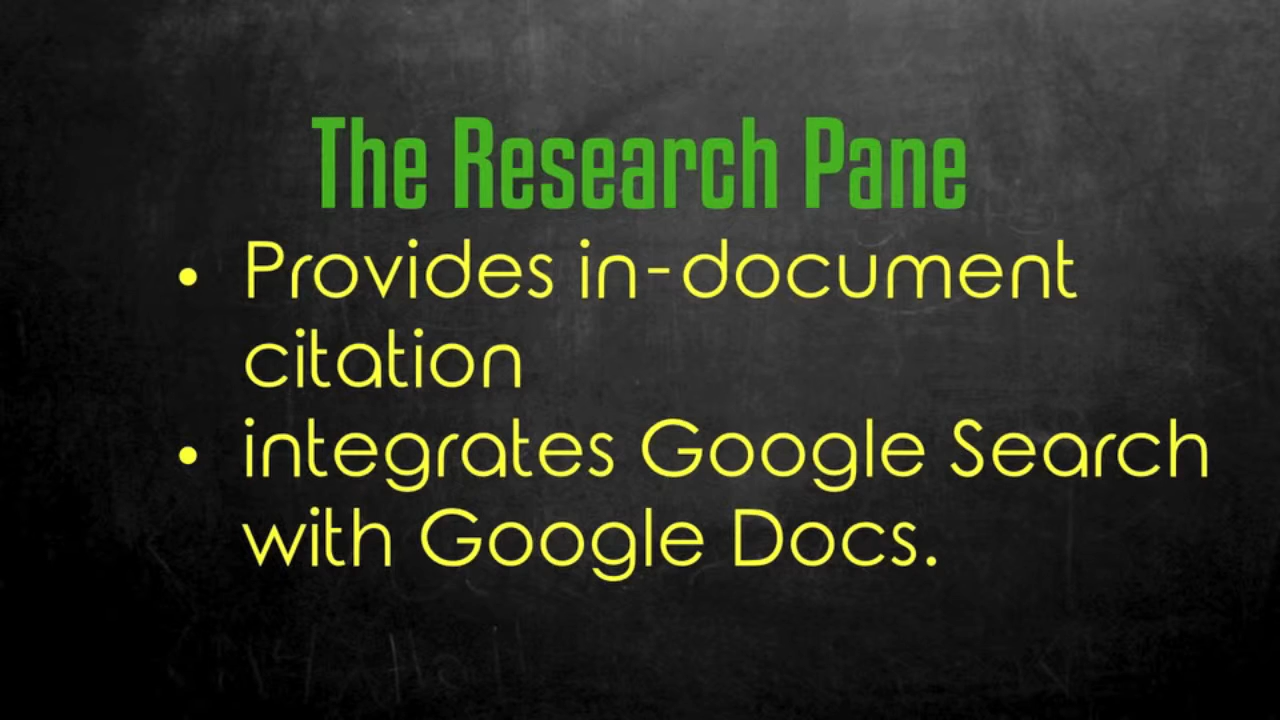 The Research Pane
• Provides in-document
citation
• integrates Google Search
with Google Docs.